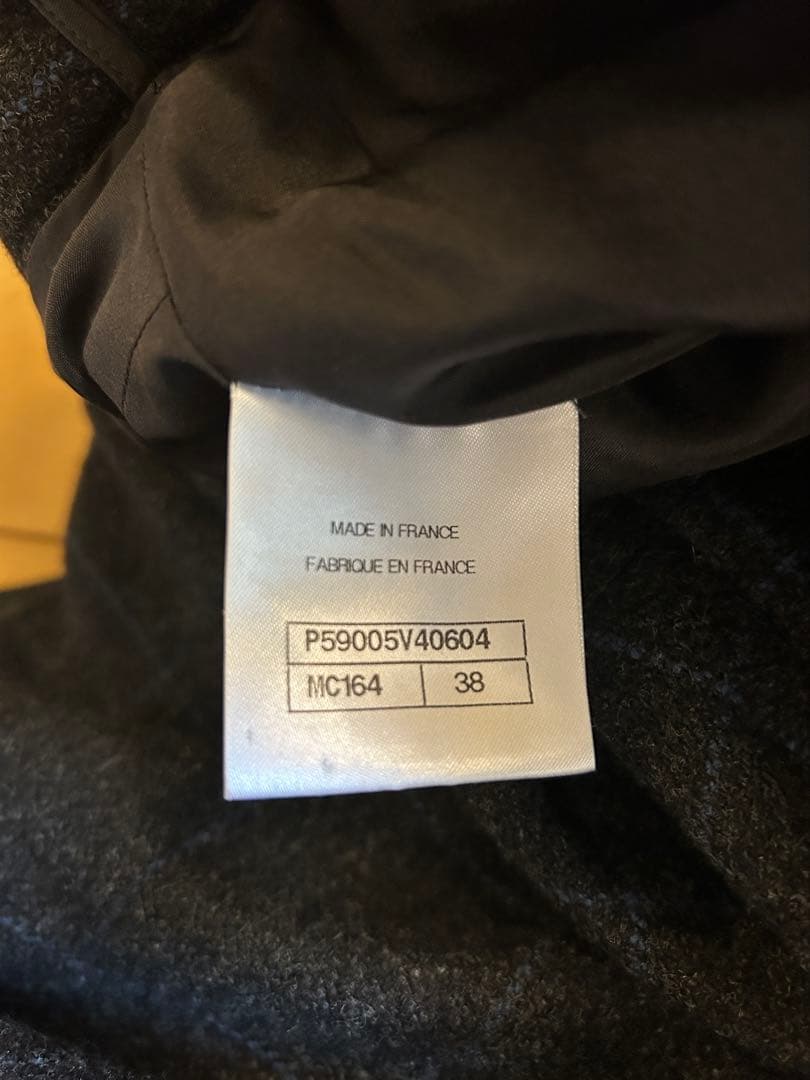 MADE IN FRANCE
FABRIQUE EN FRANCE
P59005V40604
MC164 38